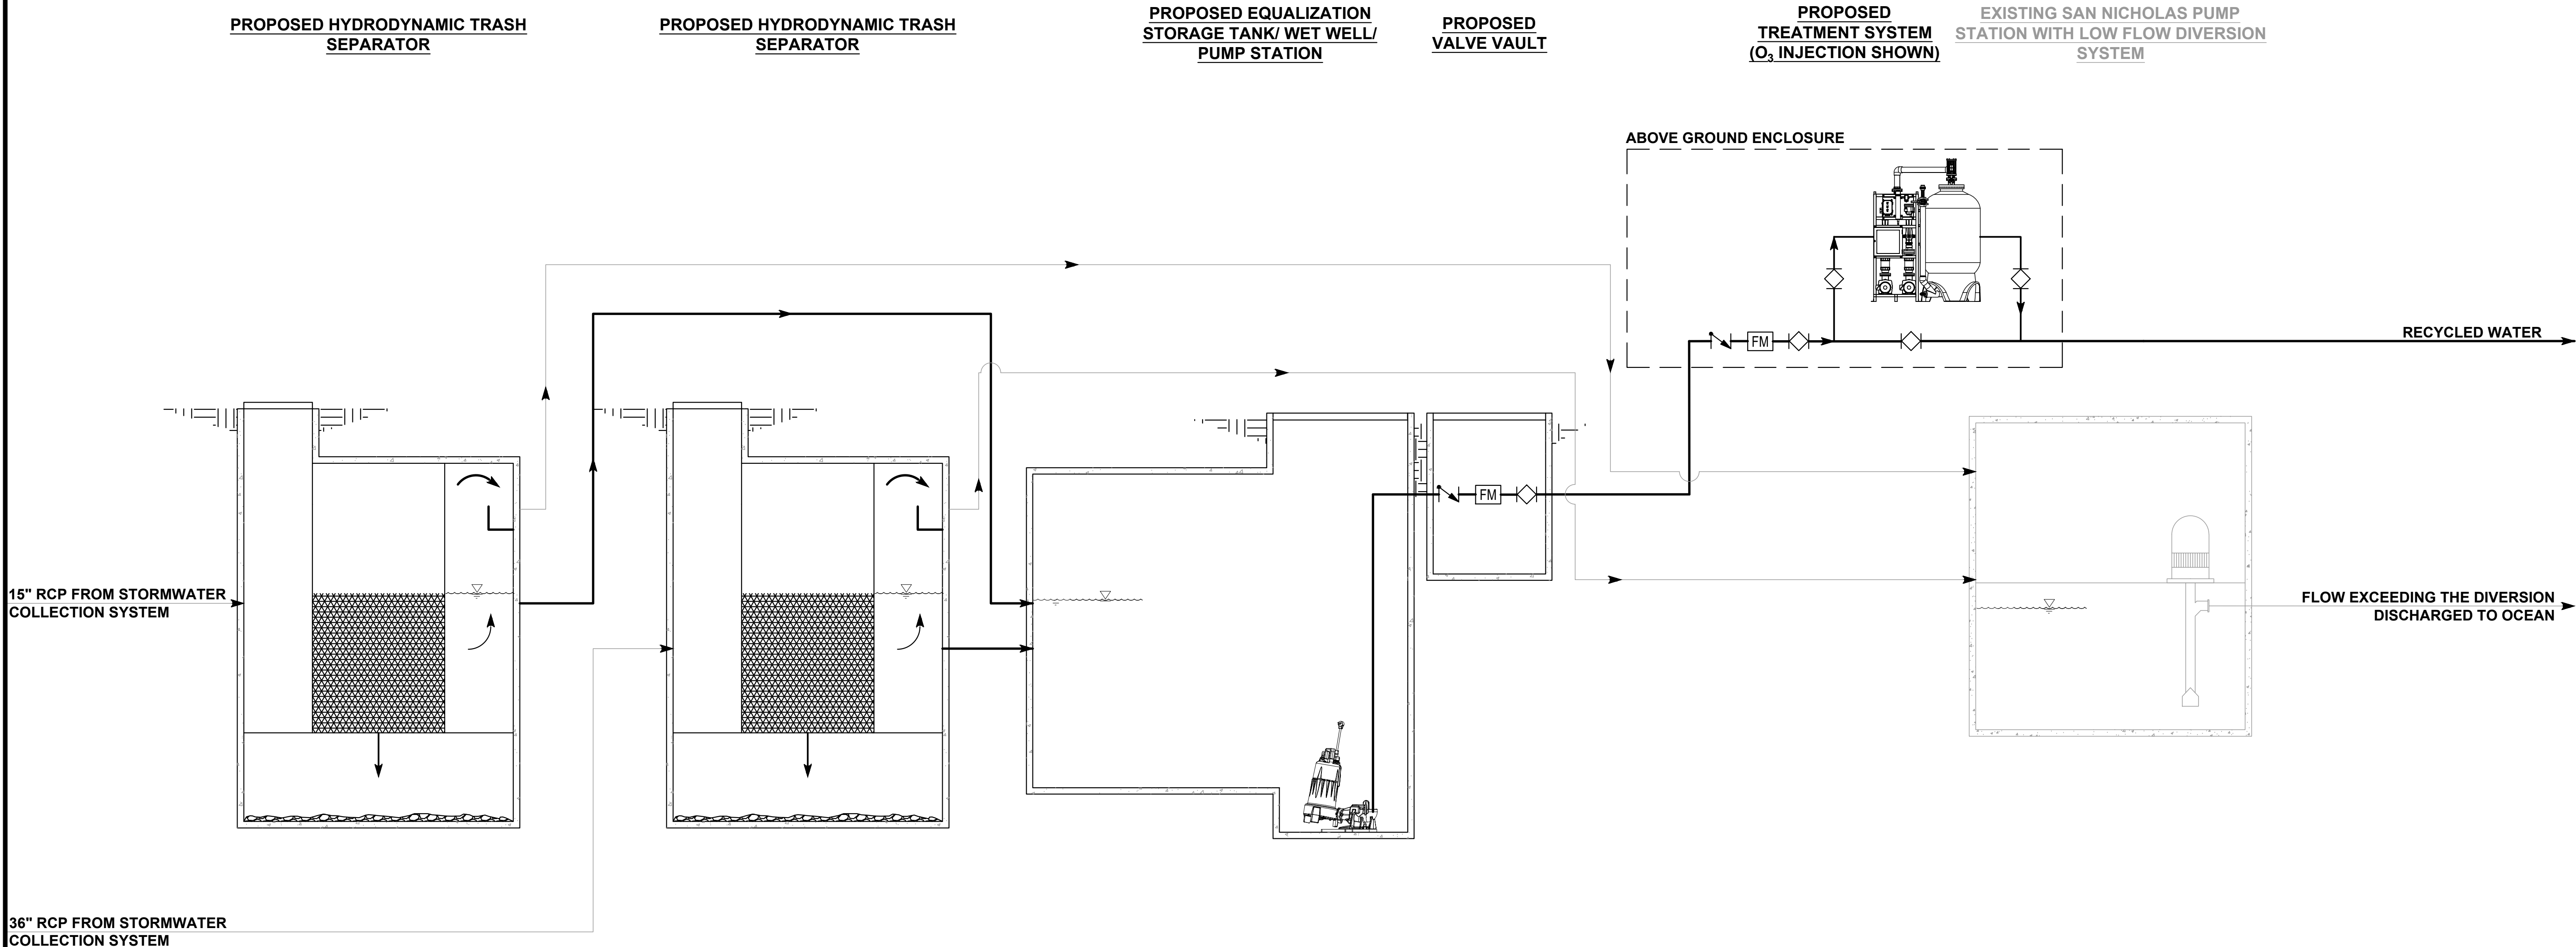 PROPOSED HYDRODYNAMIC TRASH
SEPARATOR
PROPOSED HYDRODYNAMIC TRASH
SEPARATOR
PROPOSED EQUALIZATION
STORAGE TANK/ WET WELL/
PUMP STATION
PROPOSED
VALVE VAULT
PROPOSED
TREATMENT SYSTEM
(O₃ INJECTION SHOWN)
EXISTING SAN NICHOLAS PUMP
STATION WITH LOW FLOW DIVERSION
SYSTEM
ABOVE GROUND ENCLOSURE
FM
RECYCLED WATER
FM
15" RCP FROM STORMWATER
COLLECTION SYSTEM
FLOW EXCEEDING THE DIVERSION
DISCHARGED TO OCEAN
36" RCP FROM STORMWATER
COLLECTION SYSTEM